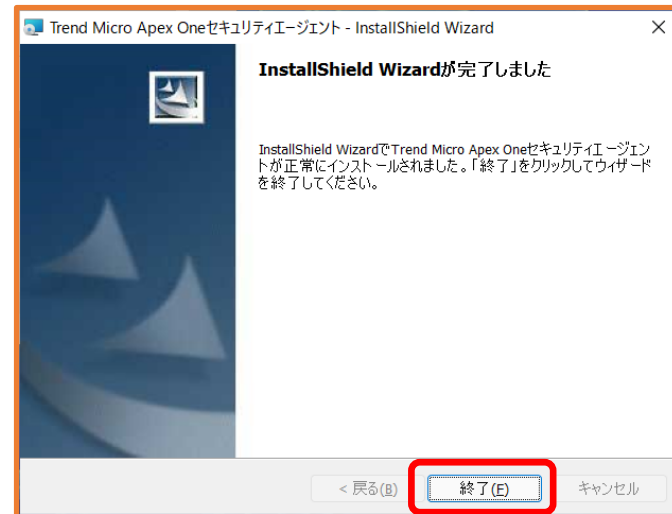 Trend Micro Apex Oneセキュリティエージェント - InstallShield Wizard
InstallShield Wizardが完了しました
InstallShield WizardでTrend Micro Apex Oneセキュリティエージェン
トが正常にインストールされました。「終了」をクリックしてウィザード
を終了してください。
< 戻る(B)
終了(F)
キャンセル